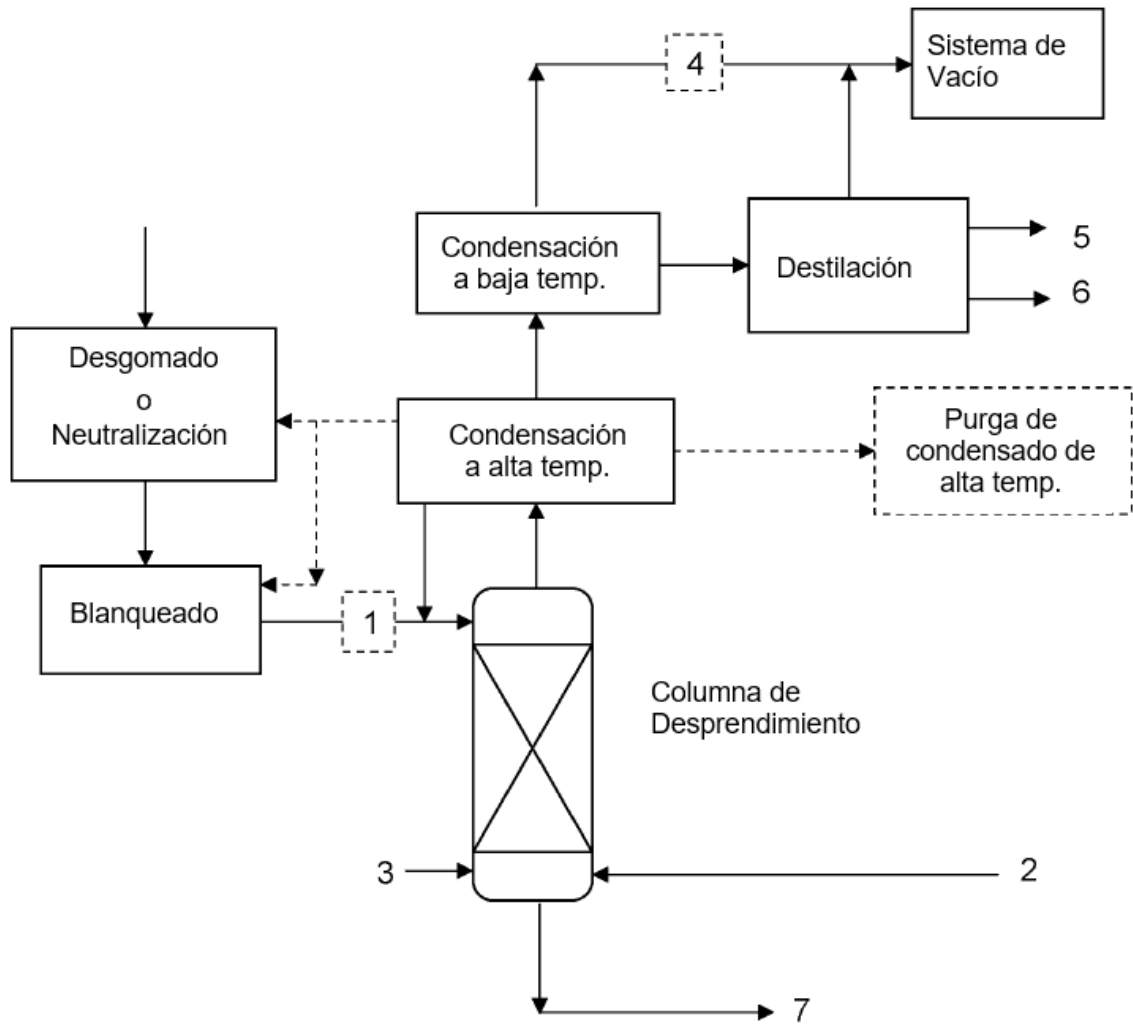 4
Sistema de
Vacío
Condensación
a baja temp.
Destilación
5
6
Desgomado
o
Neutralización
Condensación
a alta temp.
Purga de
condensado de
alta temp.
Blanqueado
1
Columna de
Desprendimiento
3
2
7